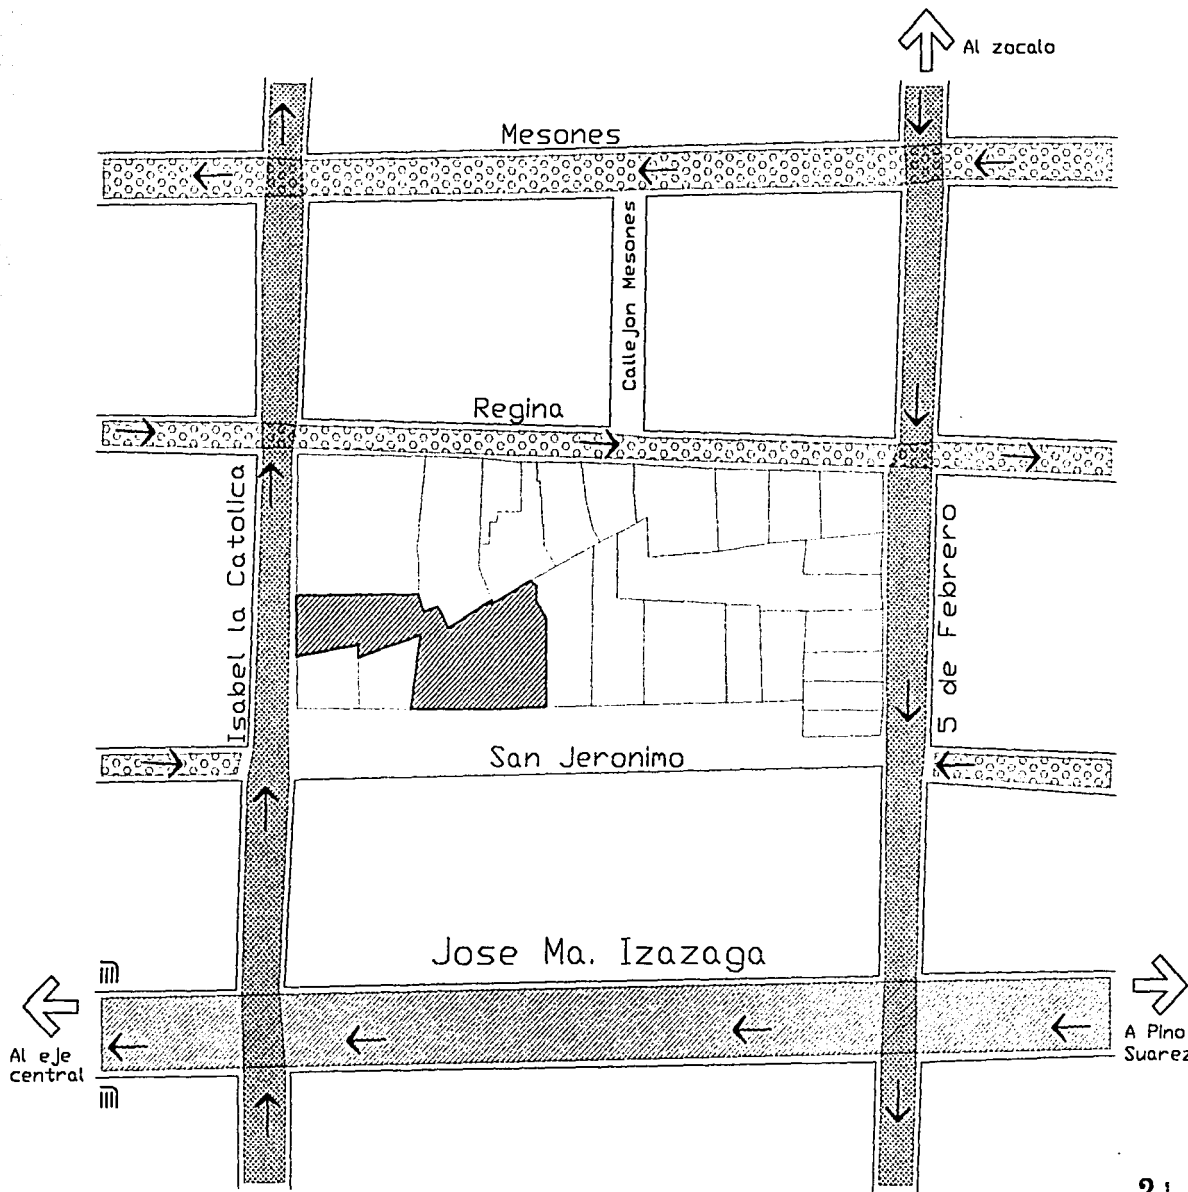 Al zocalo
Mesones
Callejon Mesones
Regina
Isabel la Catolica
5 de Febrero
San Jeronimo
Jose Ma. Izazaga
Al eje
central
A Pino
Suarez